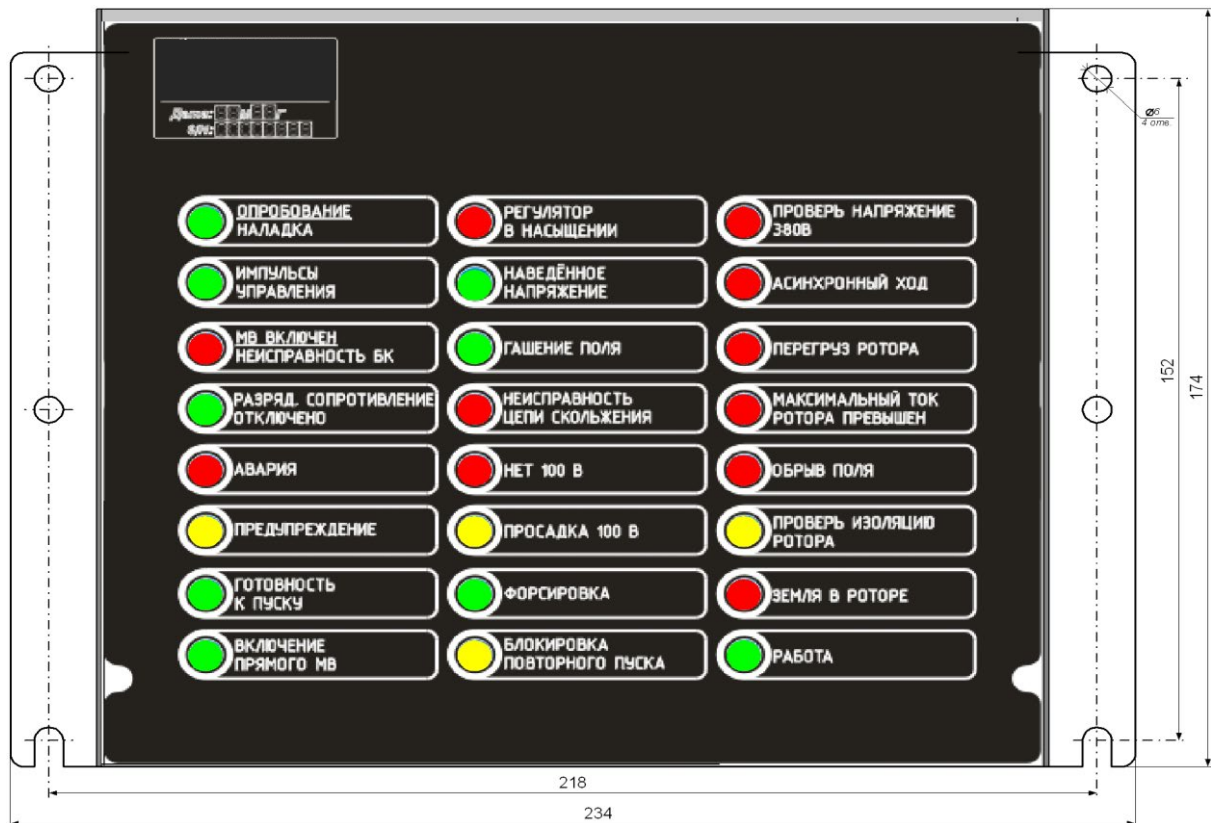 Дата:
S/N:
ø6
4 отв.
ОПРОБОВАНИЕ
НАЛАДКА
РЕГУЛЯТОР
В НАСЫЩЕНИИ
ПРОВЕРЬ НАПРЯЖЕНИЕ
380В
ИМПУЛЬСЫ
УПРАВЛЕНИЯ
НАВЕДЁННОЕ
НАПРЯЖЕНИЕ
АСИНХРОННЫЙ ХОД
МВ ВКЛЮЧЕН
НЕИСПРАВНОСТЬ БК
ГАШЕНИЕ ПОЛЯ
ПЕРЕГРУЗ РОТОРА
РАЗРЯД. СОПРОТИВЛЕНИЕ
ОТКЛЮЧЕНО
НЕИСПРАВНОСТЬ
ЦЕПИ СКОЛЬЖЕНИЯ
МАКСИМАЛЬНЫЙ ТОК
РОТОРА ПРЕВЫШЕН
АВАРИЯ
НЕТ 100 В
ОБРЫВ ПОЛЯ
ПРЕДУПРЕЖДЕНИЕ
ПРОСАДКА 100 В
ПРОВЕРЬ ИЗОЛЯЦИЮ
РОТОРА
ГОТОВНОСТЬ
К ПУСКУ
ФОРСИРОВКА
ЗЕМЛЯ В РОТОРЕ
ВКЛЮЧЕНИЕ
ПРЯМОГО МВ
БЛОКИРОВКА
ПОВТОРНОГО ПУСКА
РАБОТА
152
174
218
234